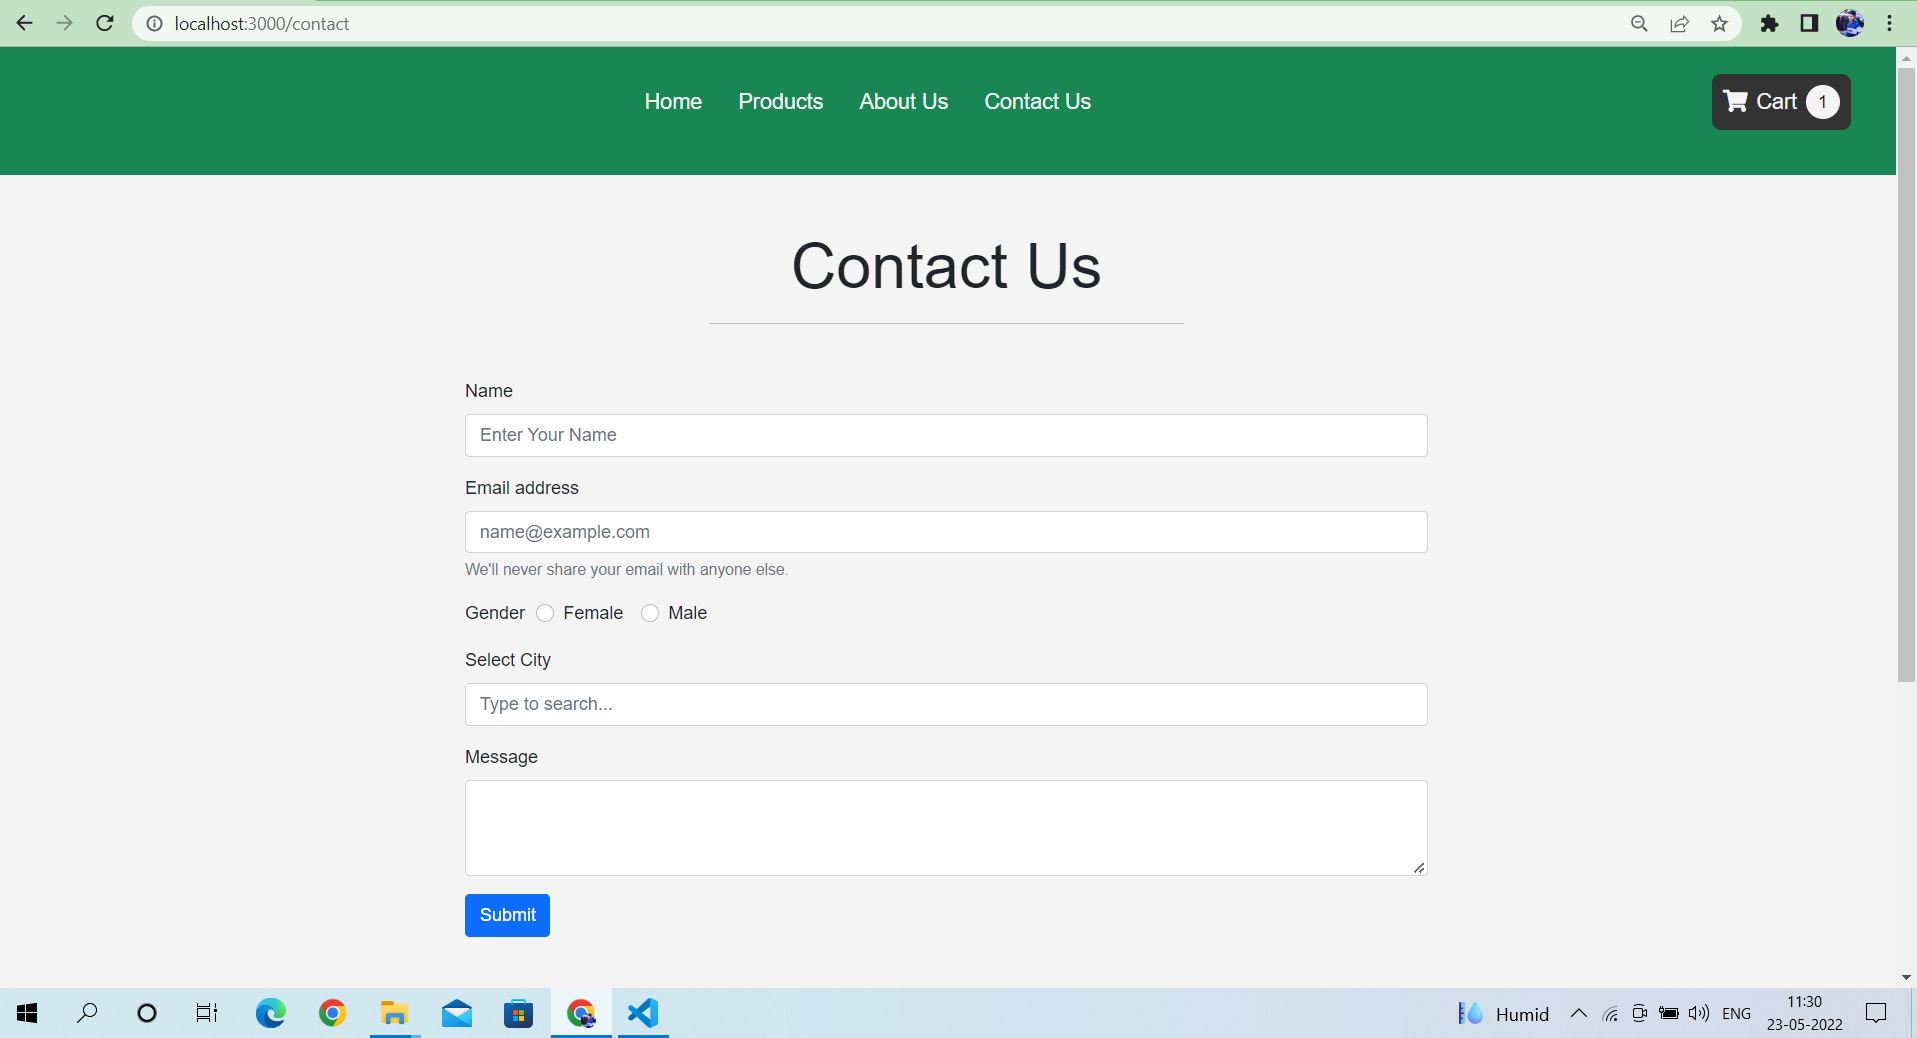 localhost:3000/contact
Home Products About Us Contact Us Cart 1
Contact Us
Name
Enter Your Name
Email address
name@example.com
We'll never share your email with anyone else.
Gender Female Male
Select City
Type to search...
Message
Submit
Humid ENG 11:30
23-05-2022